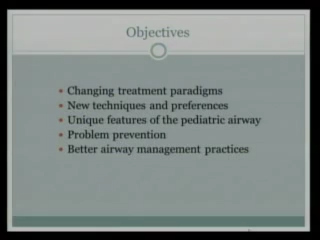 Objectives
Changing treatment paradigms
New techniques and preferences
Unique features of the pediatric airway
Problem prevention
Better airway management practices